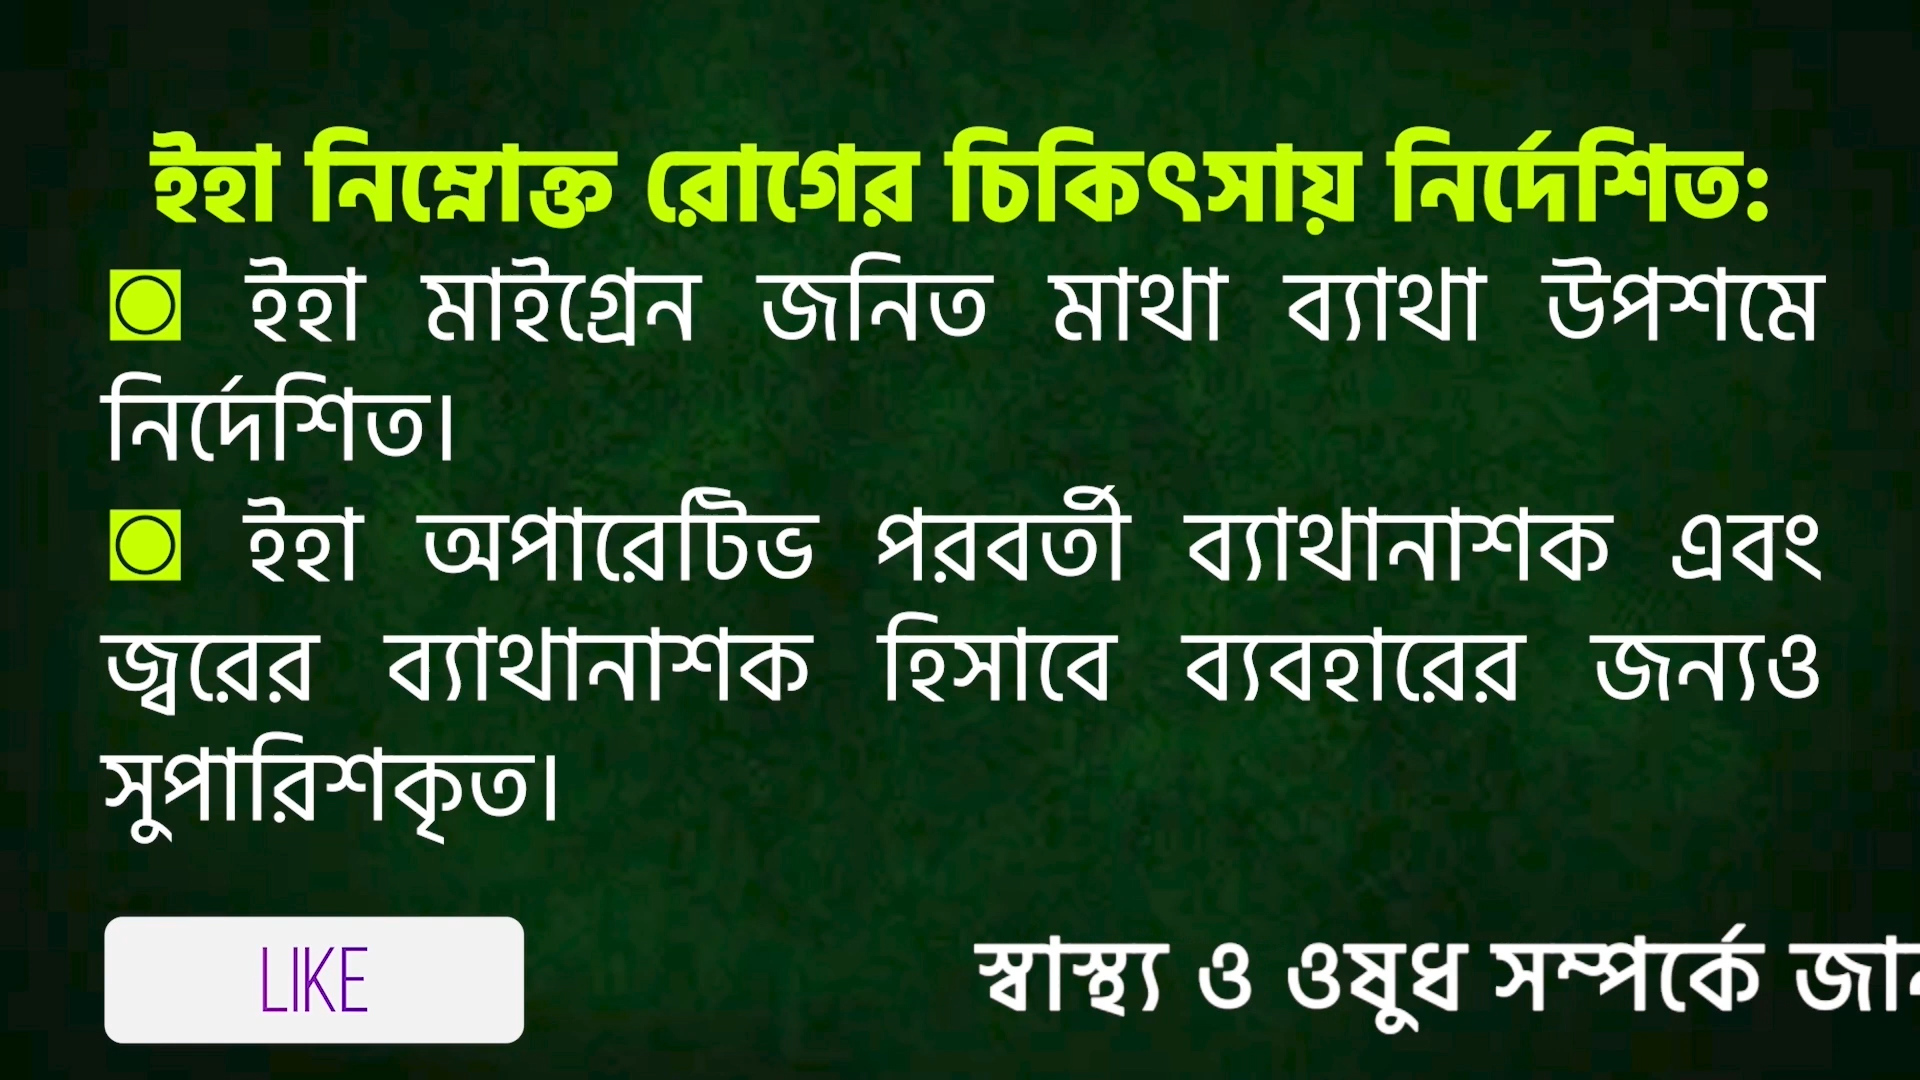 ইহা নিম্নোক্ত রোগের চিকিৎসায় নির্দেশিত:
ইহা মাইগ্রেন জনিত মাথা ব্যাথা উপশমে
নির্দেশিত।
ইহা অপারেটিভ পরবর্তী ব্যাথানাশক এবং
জ্বরের ব্যাথানাশক হিসাবে ব্যবহারের জন্যও
সুপারিশকৃত।
LIKE
স্বাস্থ্য ও ওষুধ সম্পর্কে